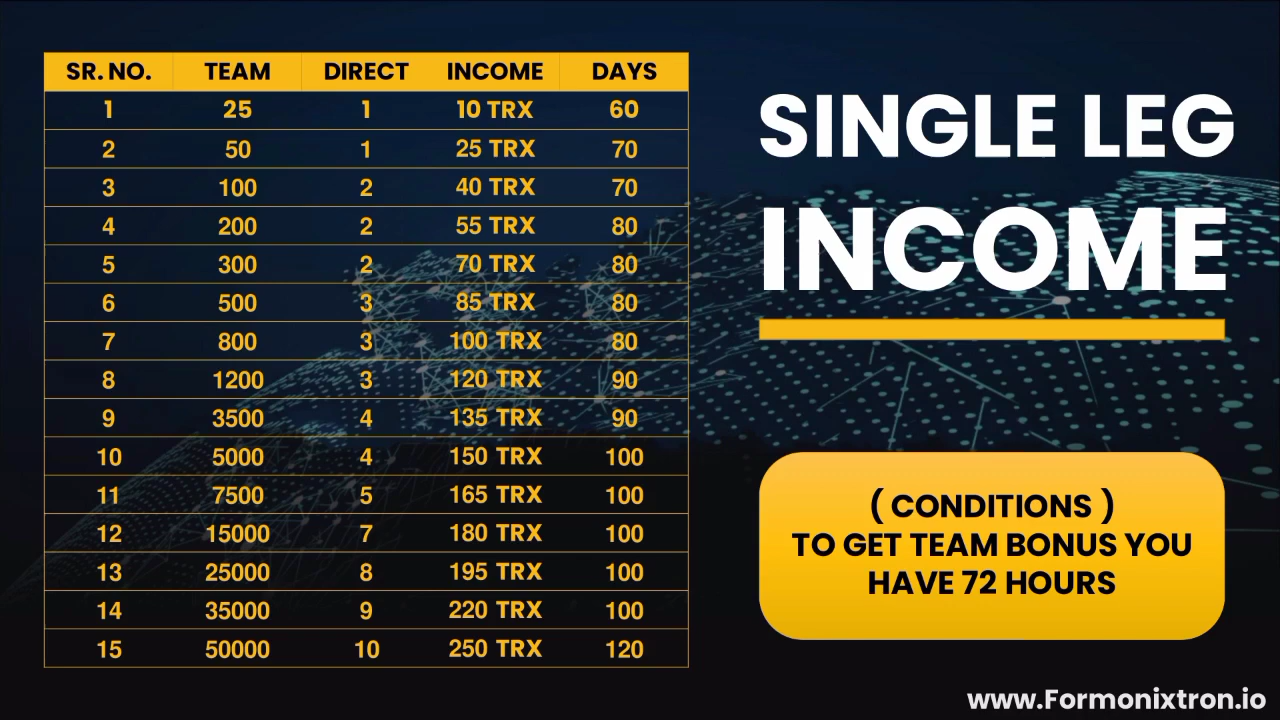 SR. NO. TEAM DIRECT INCOME DAYS
1 25 1 10 TRX 60
2 50 1 25 TRX 70
3 100 2 40 TRX 70
4 200 2 55 TRX 80
5 300 2 70 TRX 80
6 500 3 85 TRX 80
7 800 3 100 TRX 80
8 1200 3 120 TRX 90
9 3500 4 135 TRX 90
10 5000 4 150 TRX 100
11 7500 5 165 TRX 100
12 15000 7 180 TRX 100
13 25000 8 195 TRX 100
14 35000 9 220 TRX 100
15 50000 10 250 TRX 120
SINGLE LEG
INCOME
( CONDITIONS )
TO GET TEAM BONUS YOU
HAVE 72 HOURS
www.Formonixtron.io